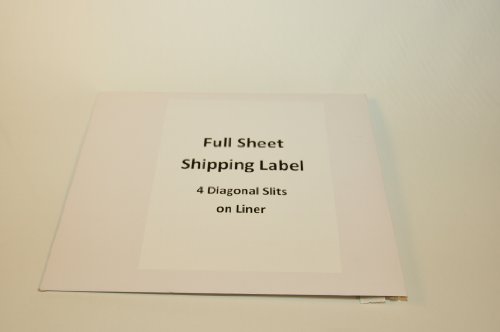 Full Sheet
Shipping Label
4 Diagonal Slits
on Liner